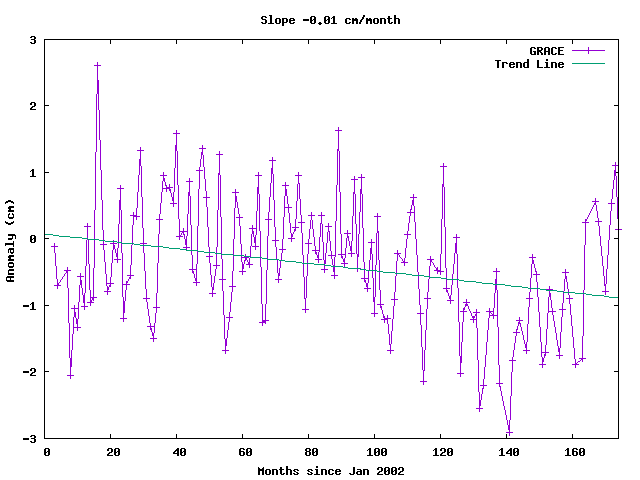 Slope -0.01 cm/month
GRACE
Trend Line
3
2
1
0
-1
-2
-3
Anomaly (cm)
0 20 40 60 80 100 120 140 160
Months since Jan 2002